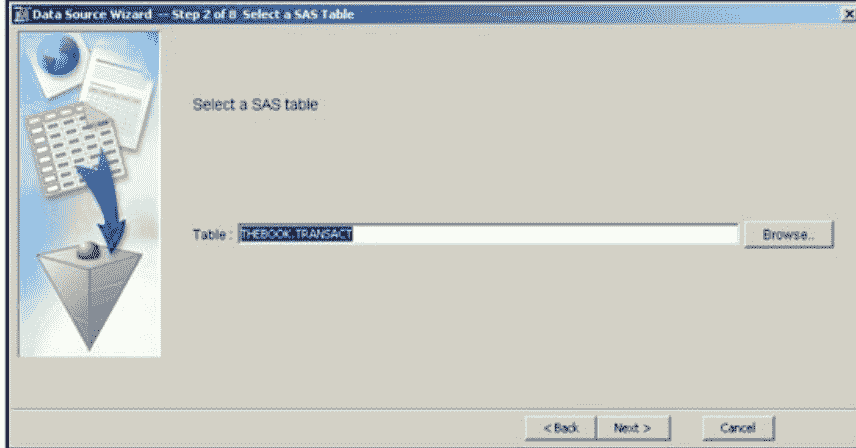 Data Source Wizard -- Step 2 of 8 Select a SAS Table
Select a SAS table
Table : THEBOOK.TRANSACT Browse..
< Back Next > Cancel